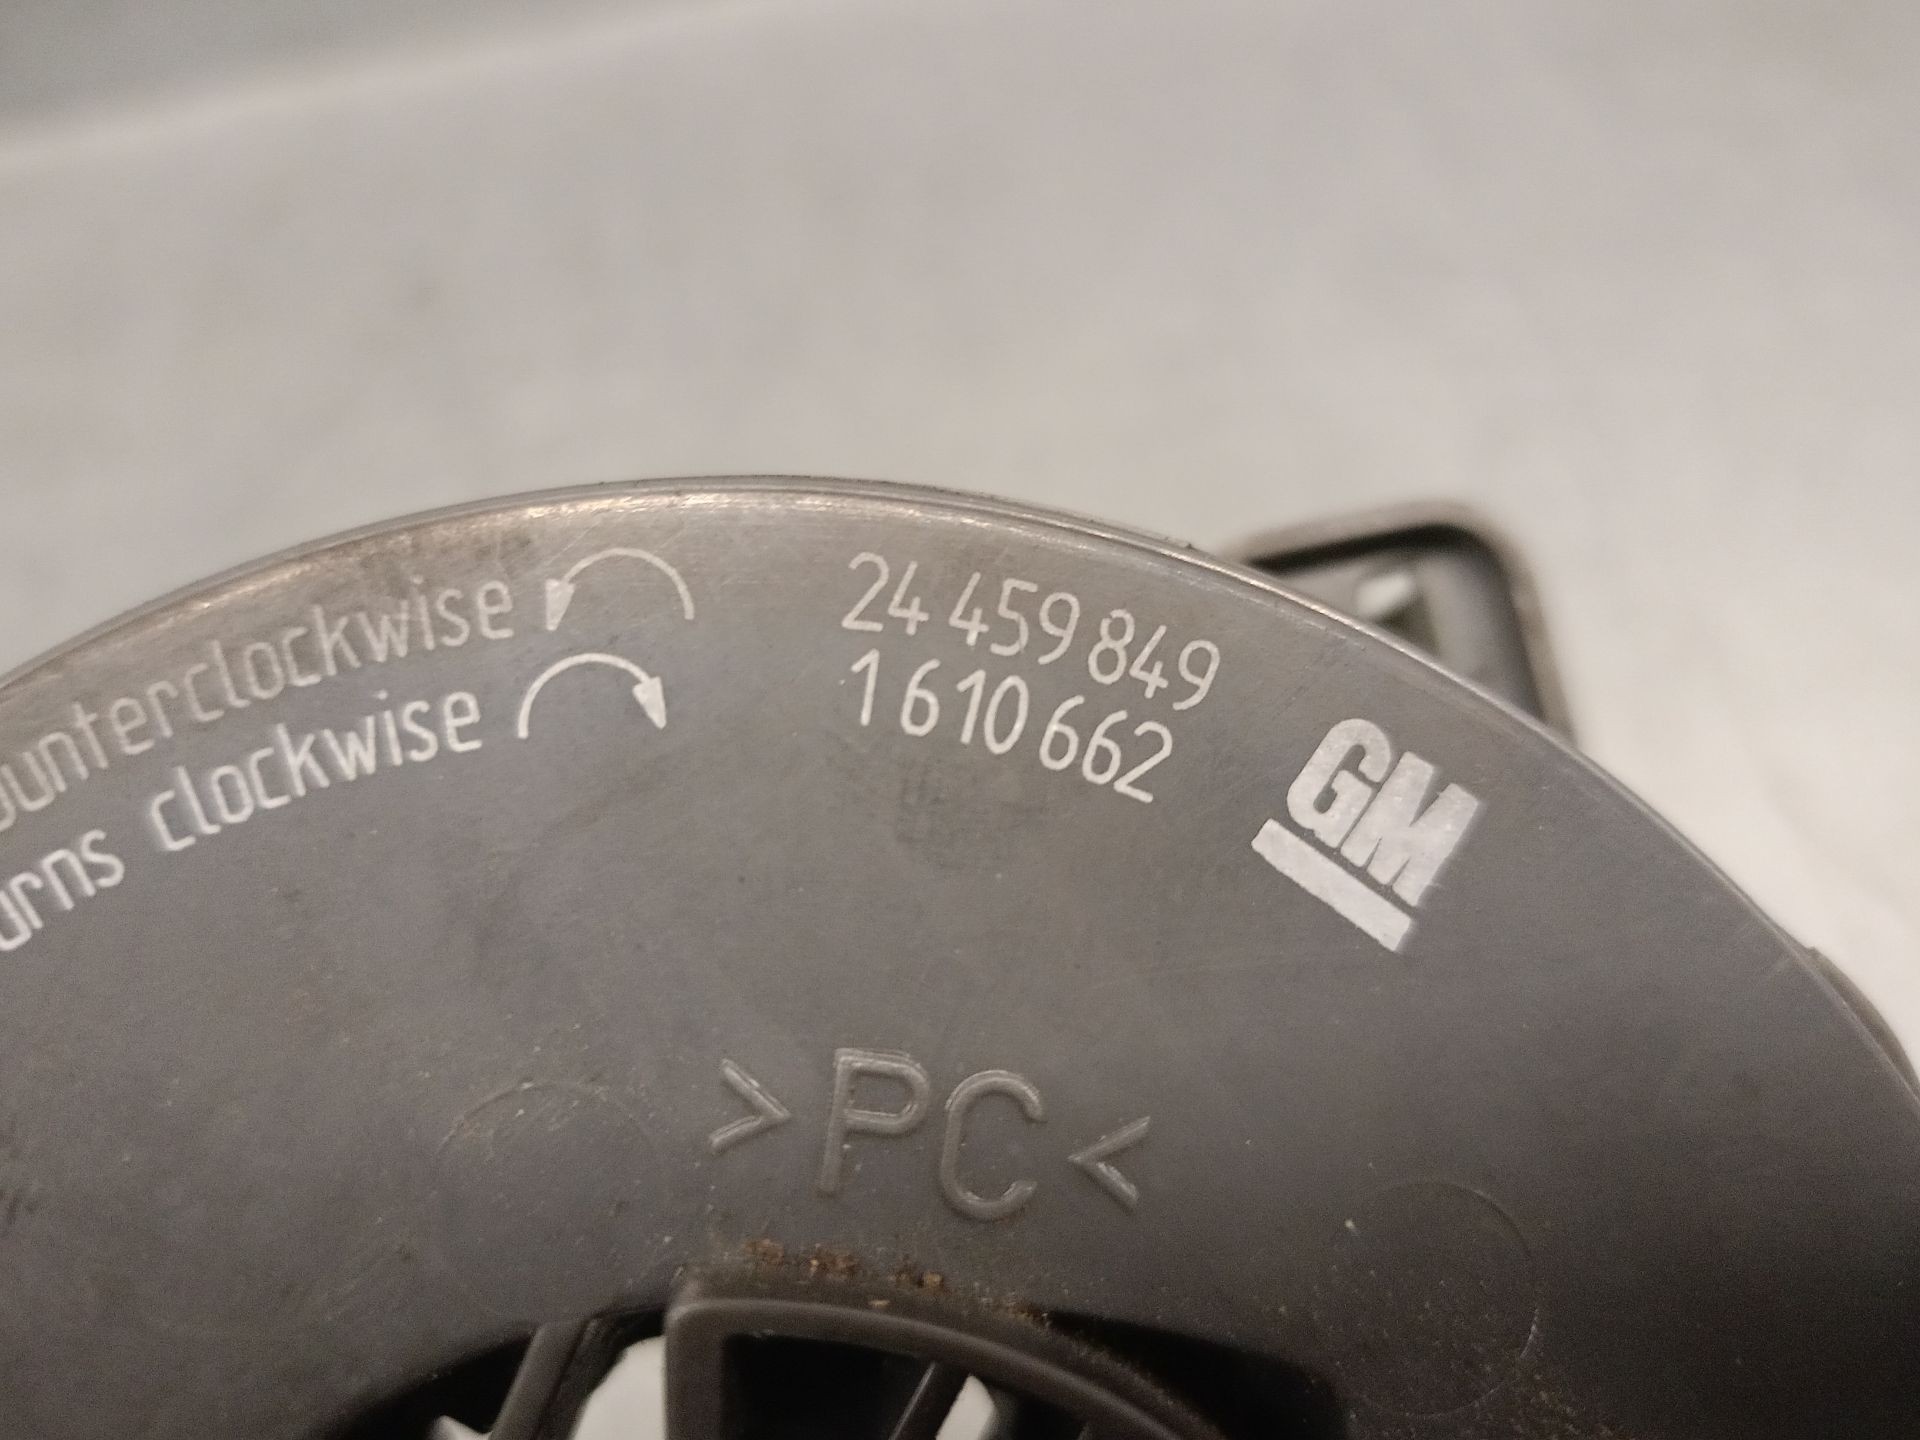 ounterclockwise
urns clockwise
24 459 849
1 610 662
GM
>PC<